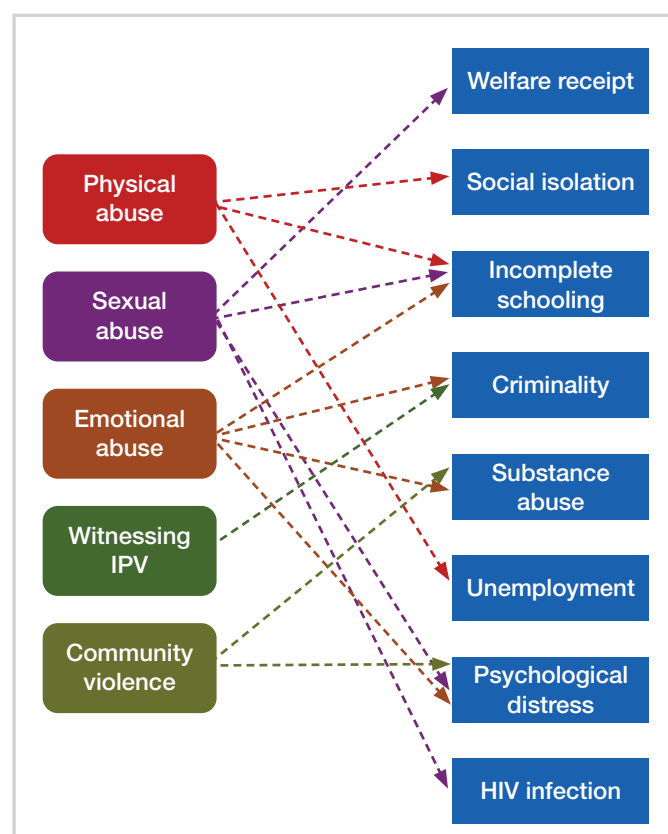 Physical
abuse
Sexual
abuse
Emotional
abuse
Witnessing
IPV
Community
violence
Welfare receipt
Social isolation
Incomplete
schooling
Criminality
Substance
abuse
Unemployment
Psychological
distress
HIV infection